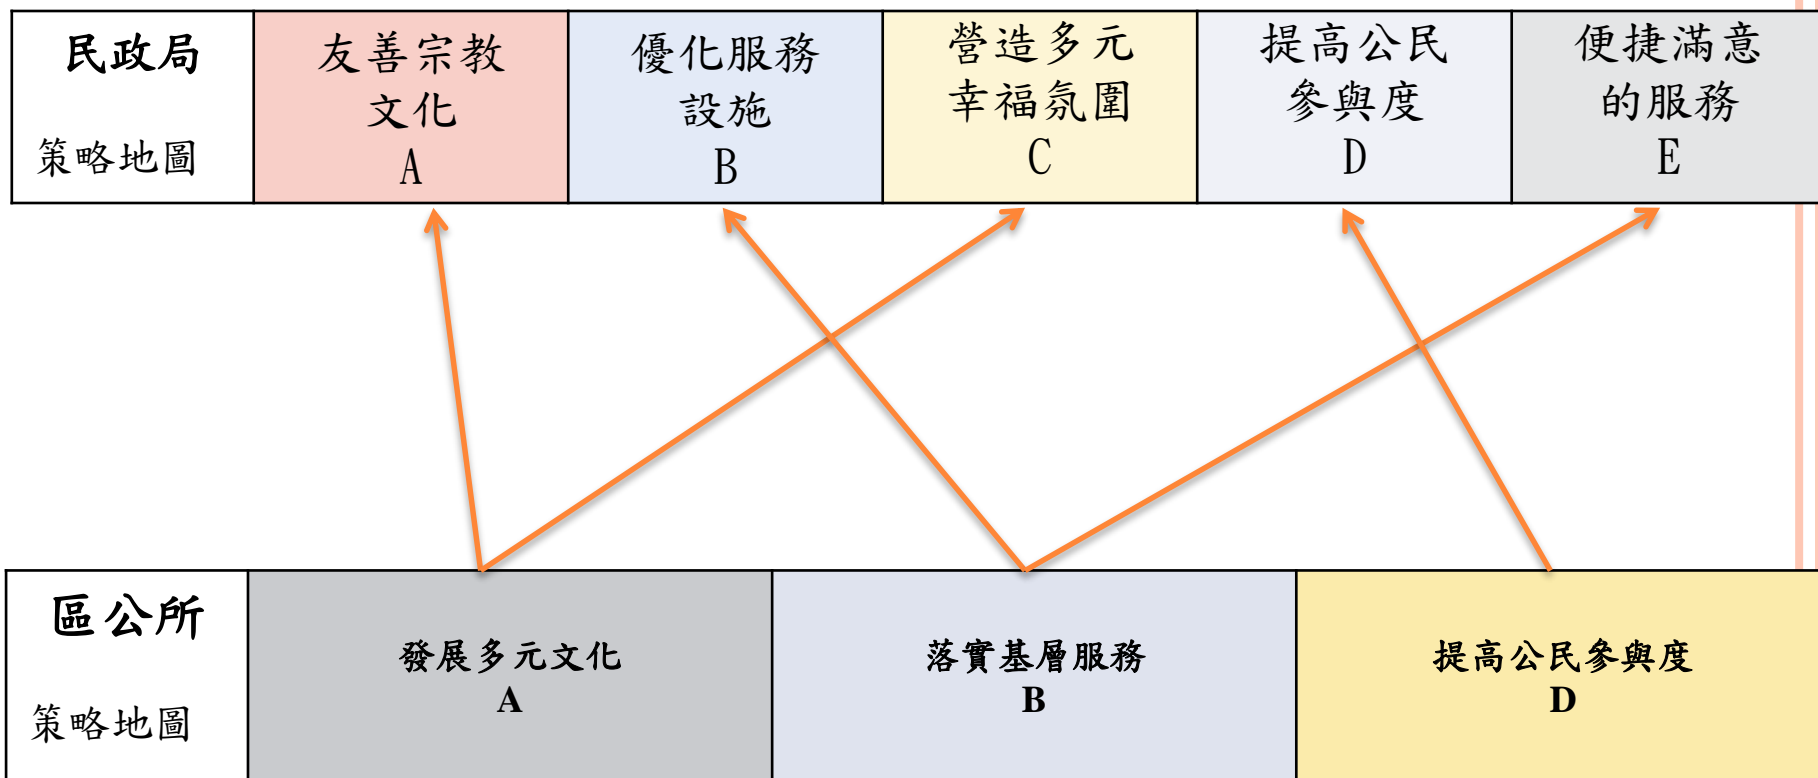 民政局
策略地圖
友善宗教
文化
A
優化服務
設施
B
營造多元
幸福氛圍
C
提高公民
參與度
D
便捷滿意
的服務
E
區公所
策略地圖
發展多元文化
A
落實基層服務
B
提高公民參與度
D